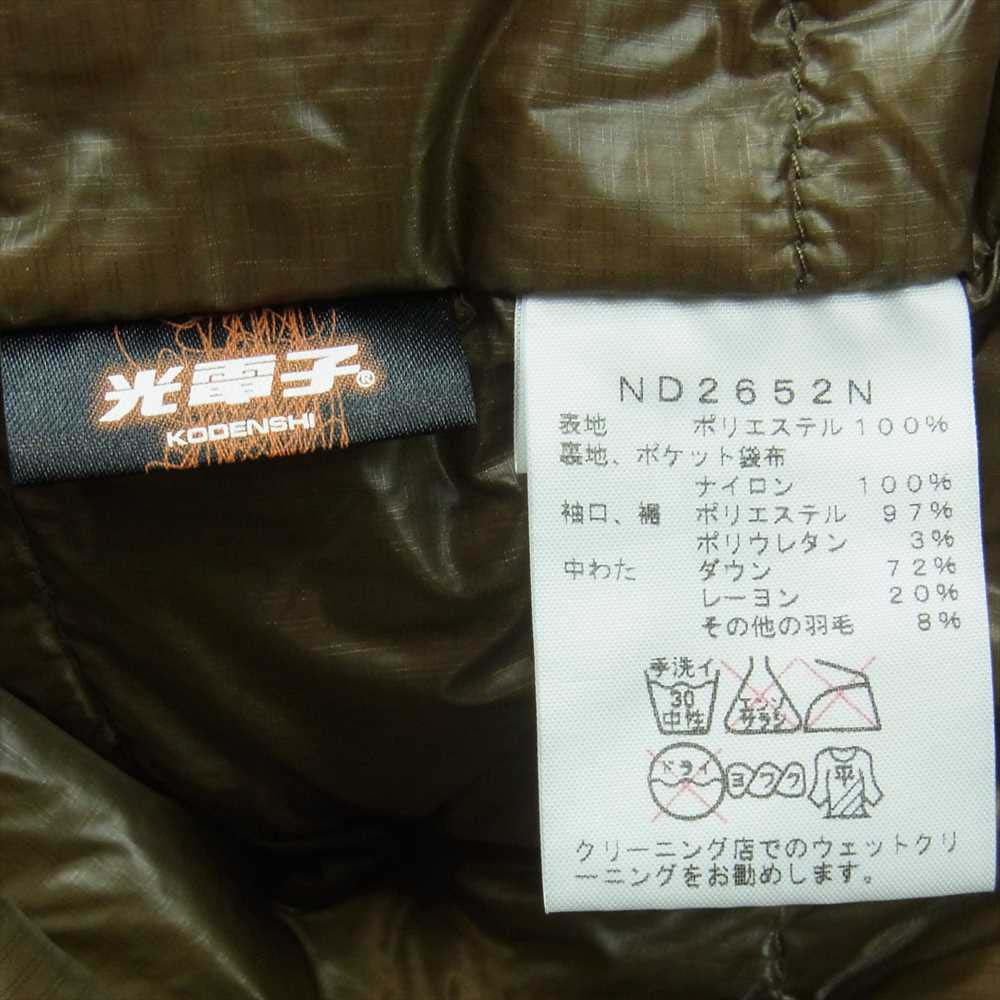 光電子®
KODENSHI
ND2652N
表地 ポリエステル 100%
裏地、ポケット袋布
ナイロン 100%
袖口、裾 ポリエステル 97%
ポリウレタン 3%
中わた ダウン 72%
レーヨン 20%
その他の羽毛 8%
手洗イ
30
中性
エンソ
サラシ
ドライ
ヨワク
平
クリーニング店でのウェットクリ
ーニングをお勧めします。